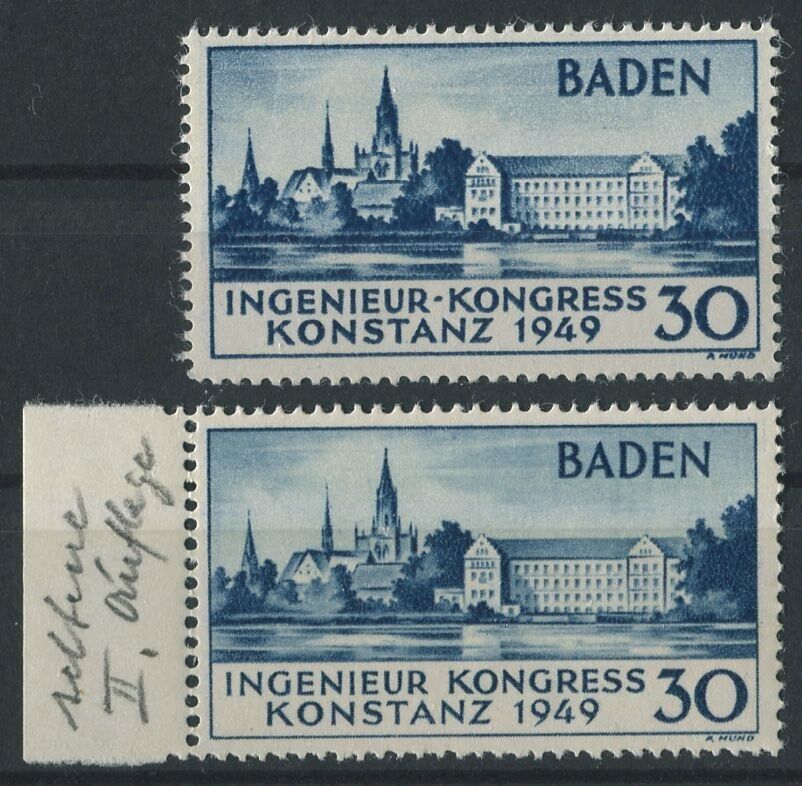 BADEN
INGENIEUR-KONGRESS
KONSTANZ 1949 30
A. MUND
BADEN
INGENIEUR KONGRESS
KONSTANZ 1949 30
A. MUND
seltene
II. Auflage